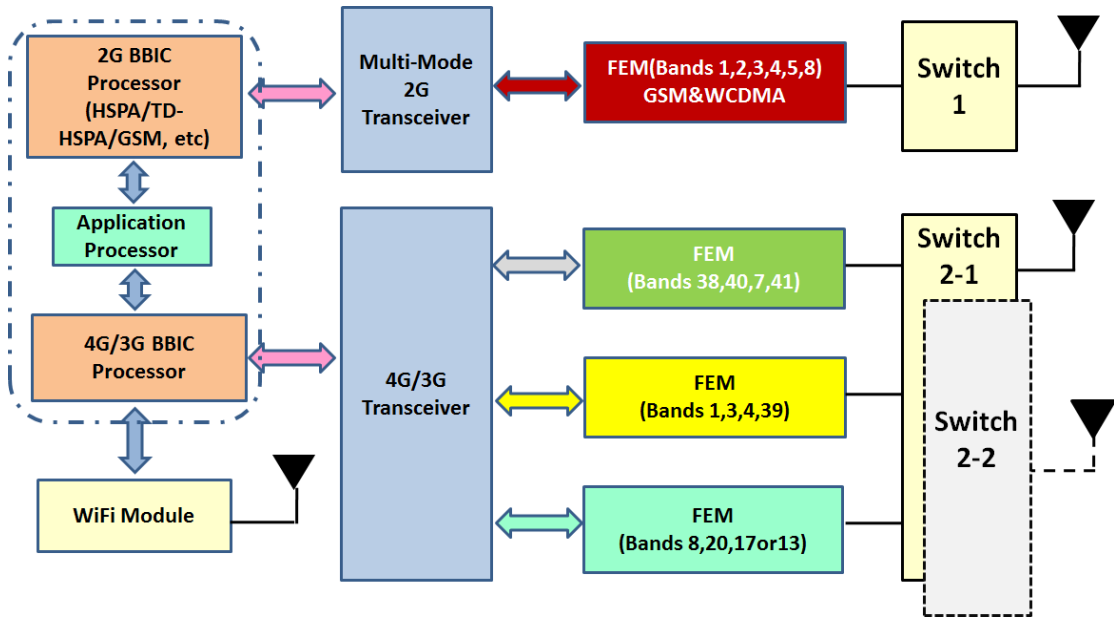 2G BBIC
Processor
(HSPA/TD-
HSPA/GSM, etc)
Multi-Mode
2G
Transceiver
FEM(Bands 1,2,3,4,5,8)
GSM&WCDMA
Switch
1
Application
Processor
4G/3G BBIC
Processor
WiFi Module
4G/3G
Transceiver
FEM
(Bands 38,40,7,41)
FEM
(Bands 1,3,4,39)
FEM
(Bands 8,20,17or13)
Switch
2-1
Switch
2-2